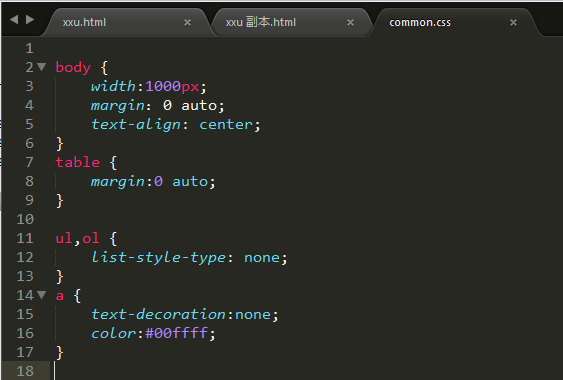 xxu.html × xxu 副本.html × common.css ×
1
2 body {
3 width:1000px;
4 margin: 0 auto;
5 text-align: center;
6 }
7 table {
8 margin:0 auto;
9 }
10
11 ul,ol {
12 list-style-type: none;
13 }
14 a {
15 text-decoration:none;
16 color:#00ffff;
17 }
18